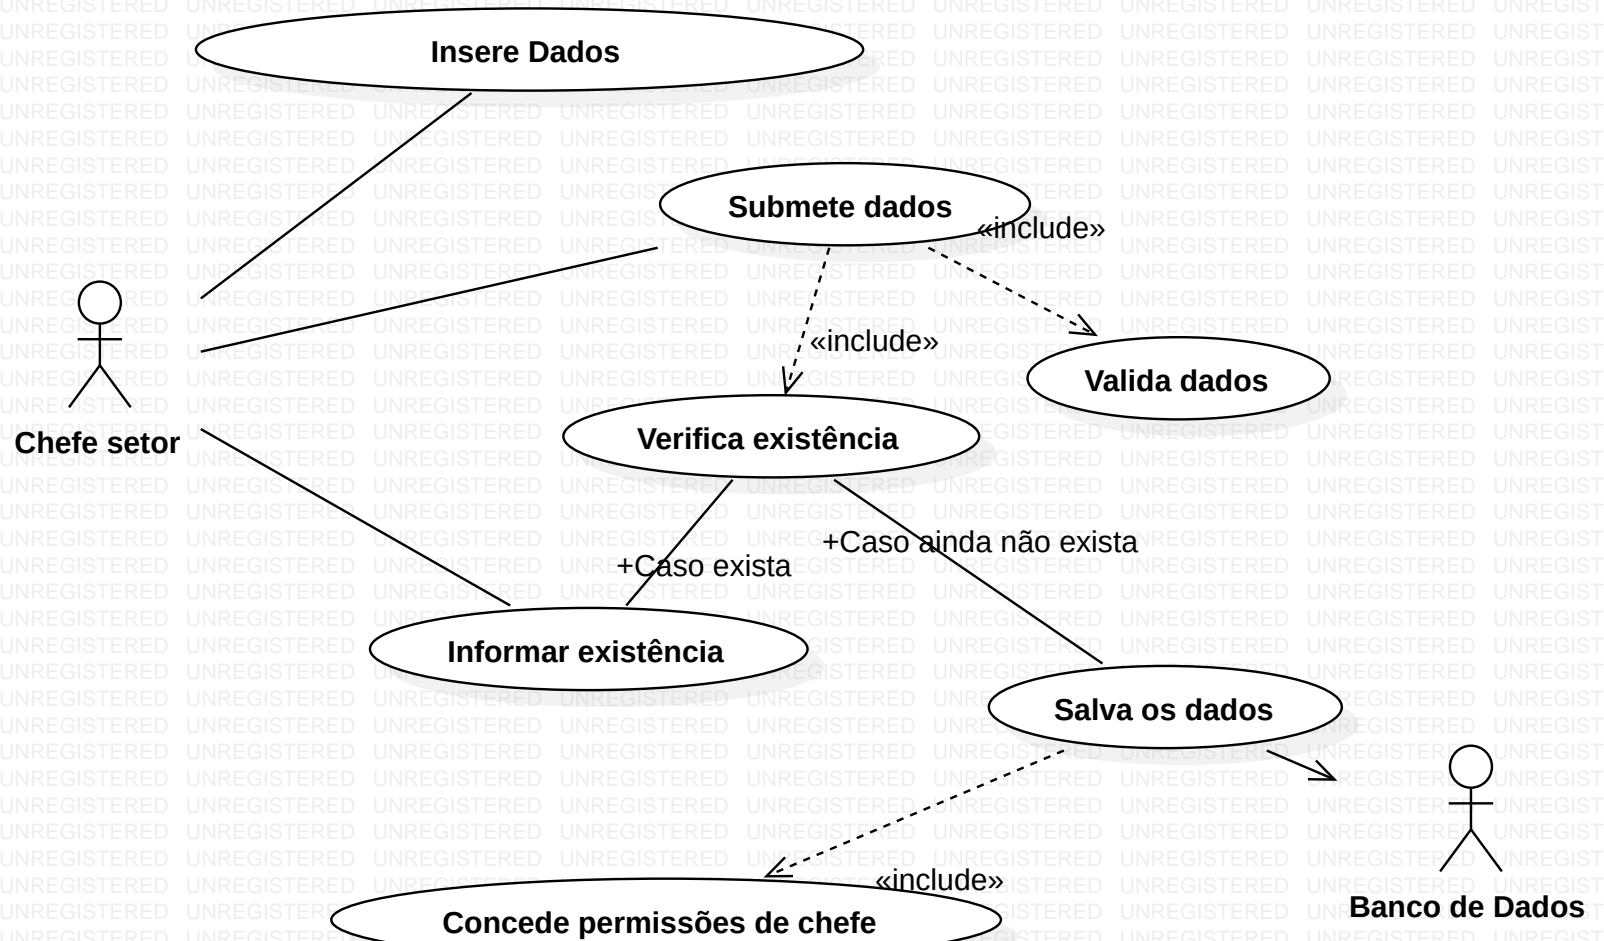 Insere Dados
Submete dados
«include»
«include»
Valida dados
Chefe setor
Verifica existência
+Caso ainda não exista
+Caso exista
Informar existência
Salva os dados
«include»
Banco de Dados
Concede permissões de chefe
UNREGISTERED